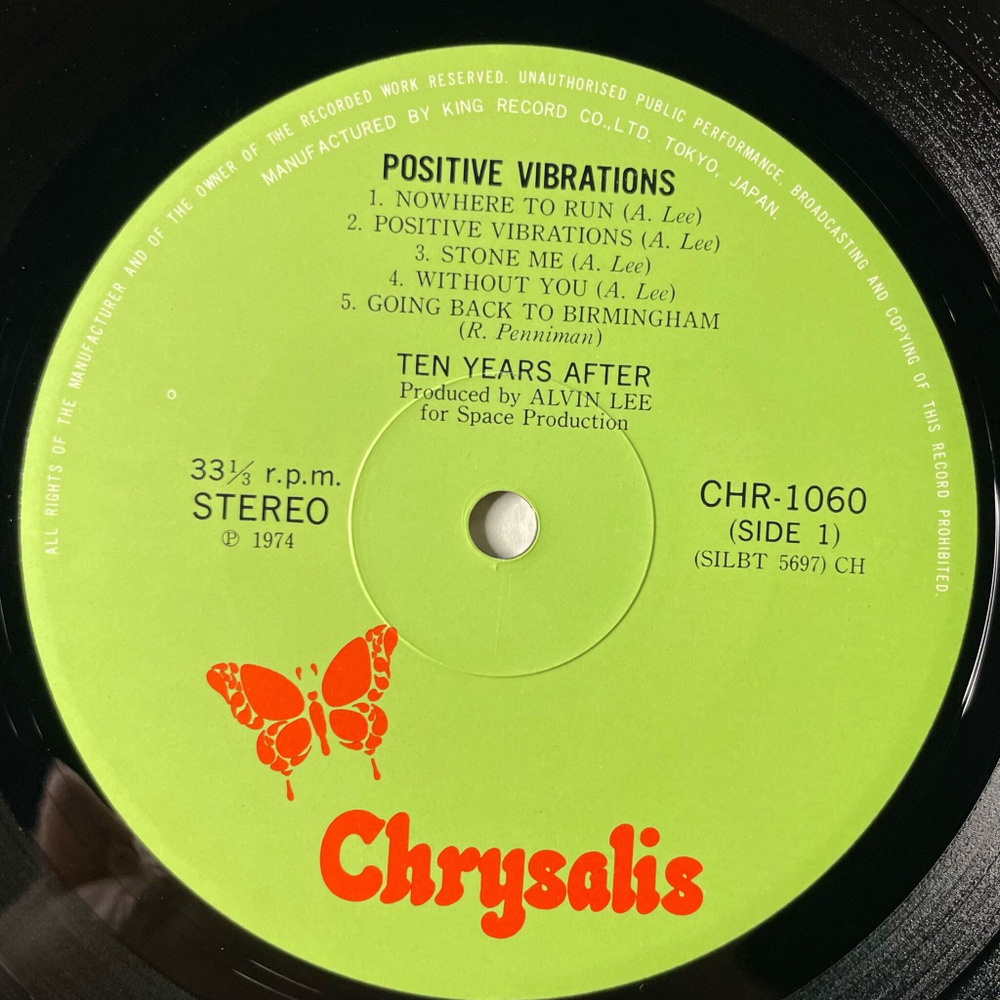 ALL RIGHTS OF THE MANUFACTURER AND OF THE OWNER OF THE RECORDED WORK RESERVED. UNAUTHORISED PUBLIC PERFORMANCE, BROADCASTING AND COPYING OF THIS RECORD PROHIBITED.
MANUFACTURED BY KING RECORD CO.,LTD. TOKYO, JAPAN.
POSITIVE VIBRATIONS
1. NOWHERE TO RUN (A. Lee)
2. POSITIVE VIBRATIONS (A. Lee)
3. STONE ME (A. Lee)
4. WITHOUT YOU (A. Lee)
5. GOING BACK TO BIRMINGHAM
(R. Penniman)
TEN YEARS AFTER
Produced by ALVIN LEE
for Space Production
33⅓ r.p.m.
STEREO
℗ 1974
CHR-1060
(SIDE 1)
(SILBT 5697) CH
Chrysalis